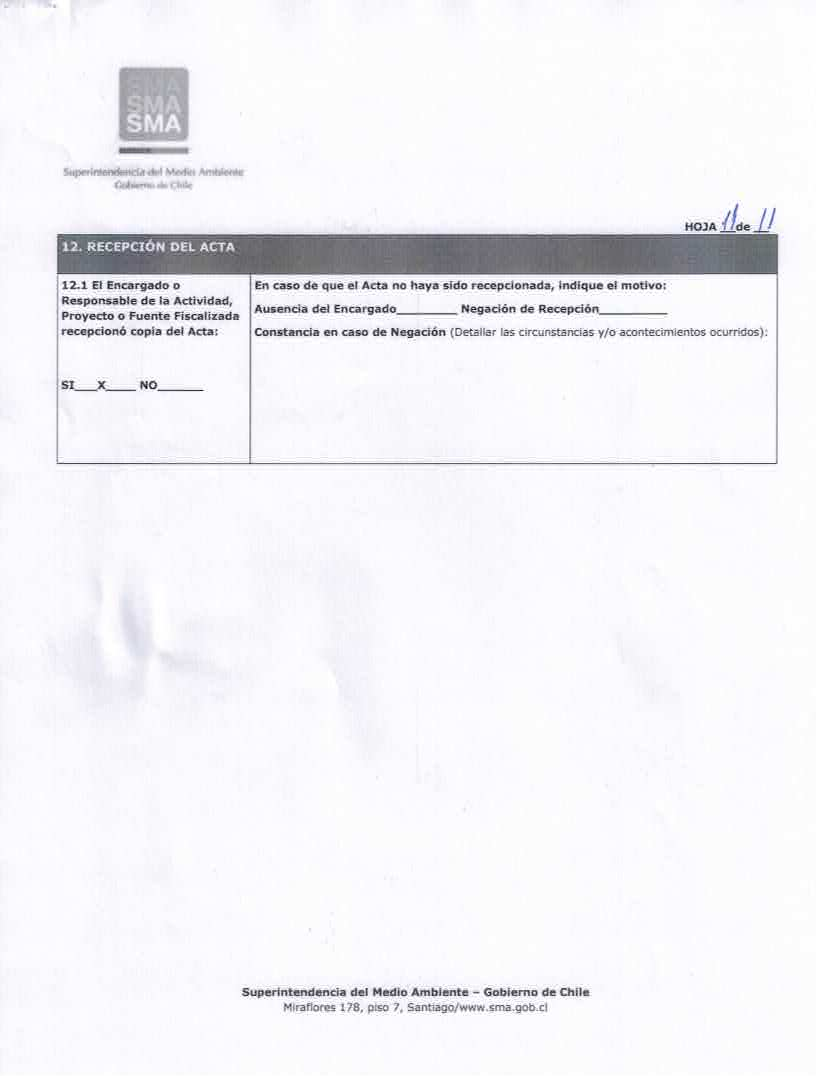 SMA
SMA
SMA
Superintendencia del Medio Ambiente
Gobierno de Chile
HOJA 11 de 11
12. RECEPCIÓN DEL ACTA
12.1 El Encargado o
Responsable de la Actividad,
Proyecto o Fuente Fiscalizada
recepcionó copia del Acta:
SI___X____ NO______
En caso de que el Acta no haya sido recepcionada, indique el motivo:
Ausencia del Encargado________ Negación de Recepción_________
Constancia en caso de Negación (Detallar las circunstancias y/o acontecimientos ocurridos):
Superintendencia del Medio Ambiente – Gobierno de Chile
Miraflores 178, piso 7, Santiago/www.sma.gob.cl